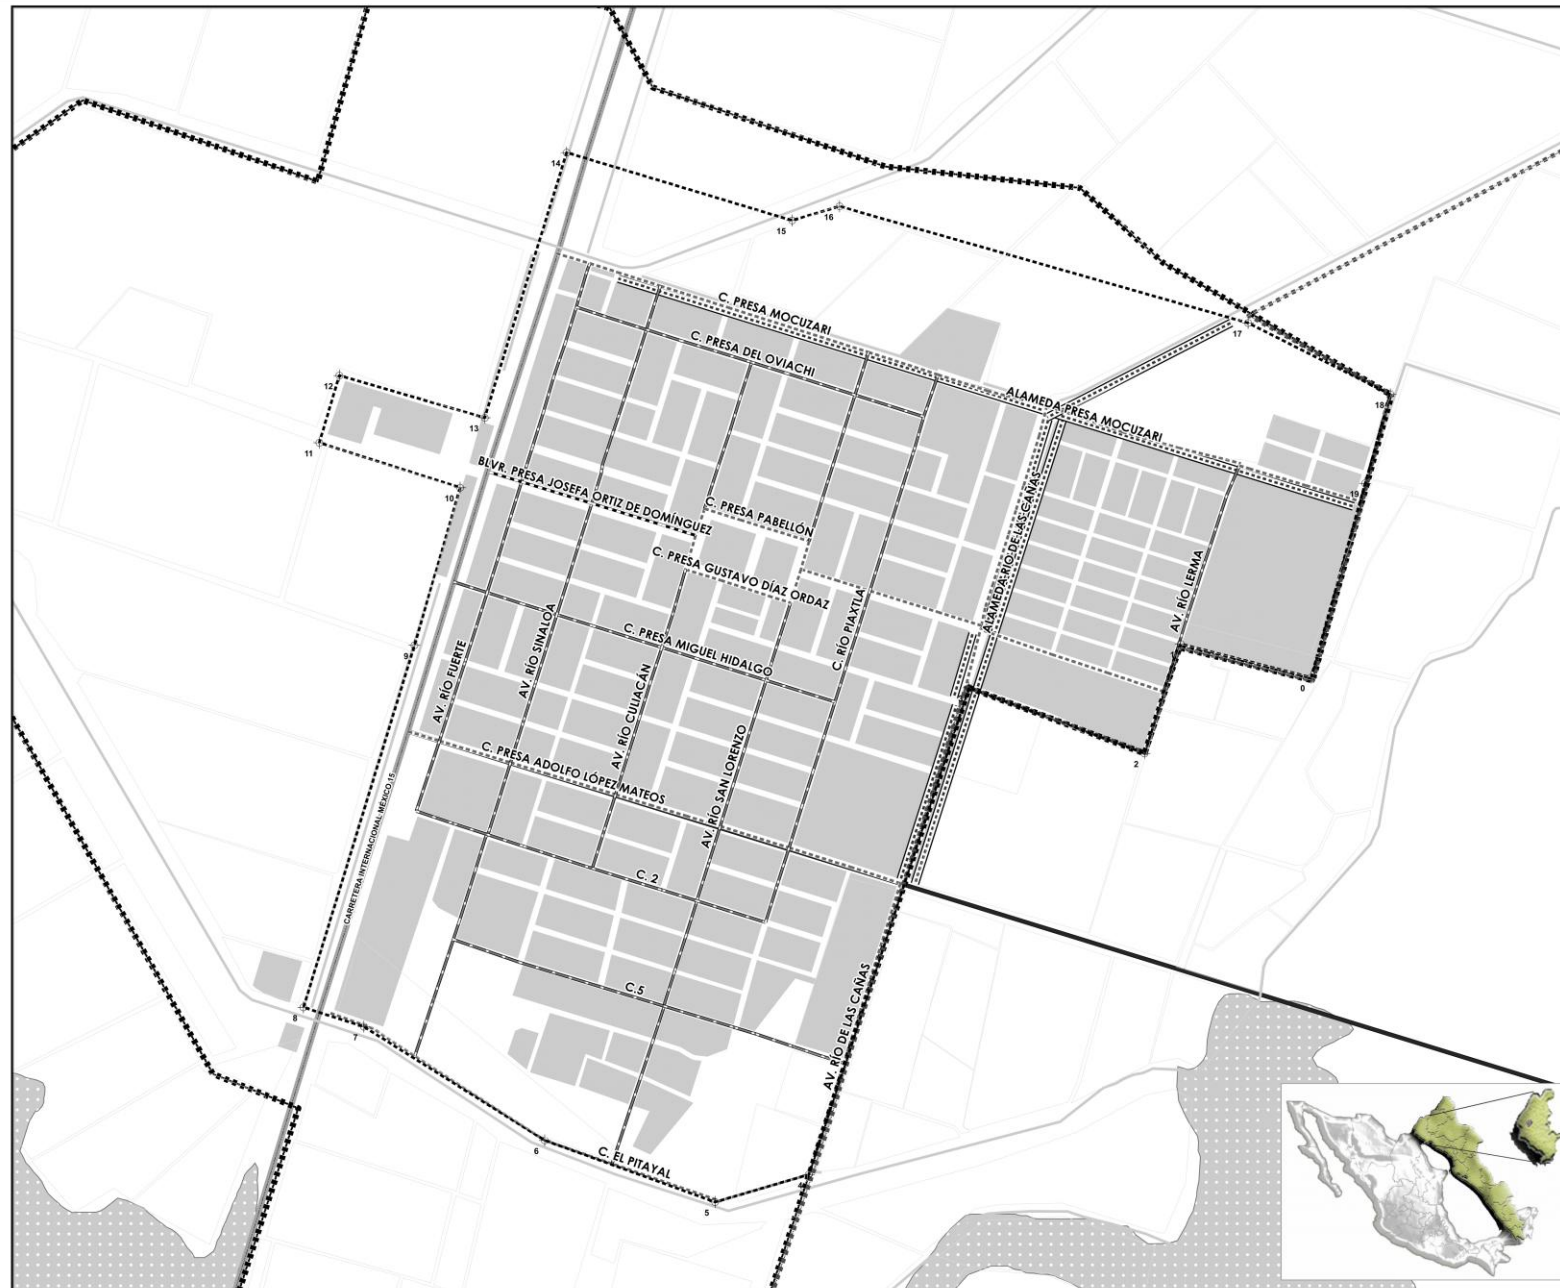 14
15
16
17
18
C. PRESA MOCUZARI
C. PRESA DEL OVIACHI
12
13
11
10
ALAMEDA PRESA MOCUZARI
BLVR. PRESA JOSEFA ORTIZ DE DOMÍNGUEZ
C. PRESA PABELLÓN
C. PRESA GUSTAVO DÍAZ ORDAZ
ALAMEDA RÍO DE LAS CAÑAS
AV. RÍO LERMA
19
AV. RÍO FUERTE
AV. RÍO SINALOA
C. PRESA MIGUEL HIDALGO
AV. RÍO CULIACÁN
C. RÍO PIAXTLA
9
0
2
C. PRESA ADOLFO LÓPEZ MATEOS
AV. RÍO SAN LORENZO
CARRETERA INTERNACIONAL MÉXICO 15
C. 2
C.5
AV. RÍO DE LAS CAÑAS
8
7
6
C. EL PITAYAL
5